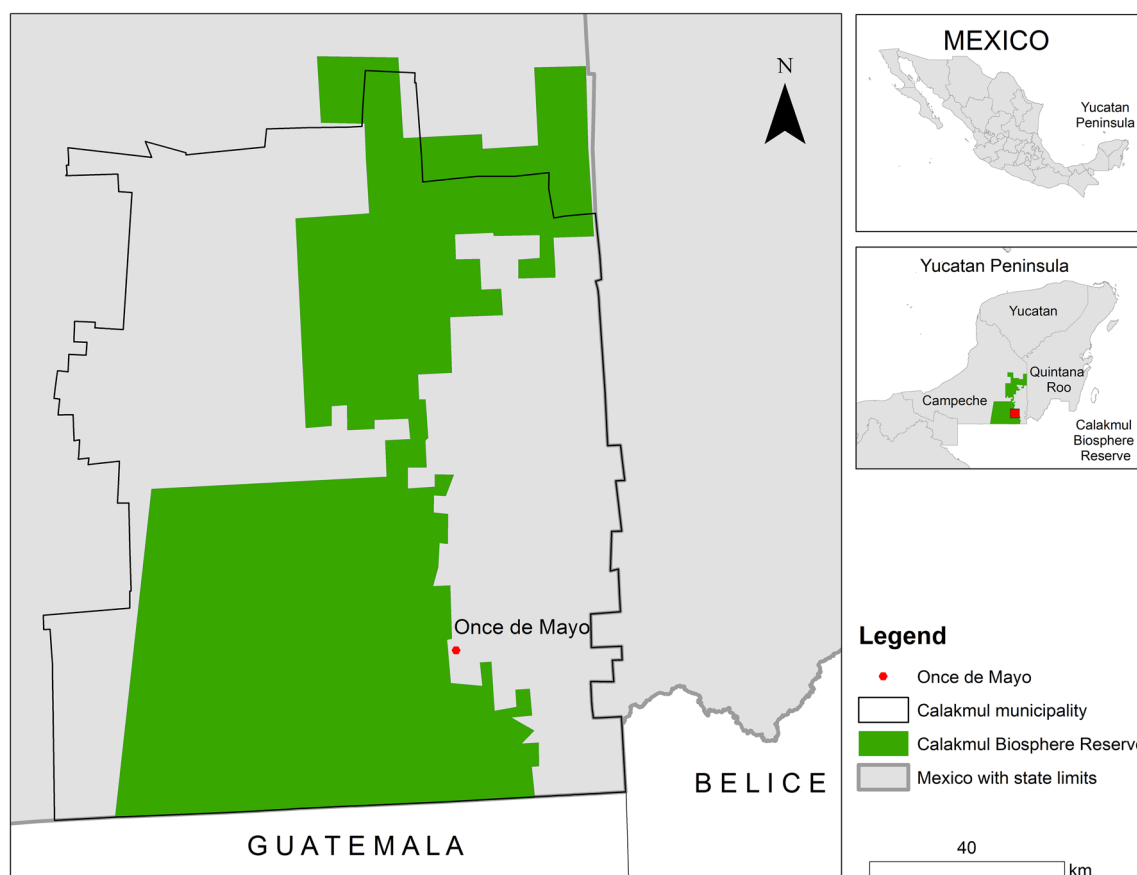 N
Once de Mayo
BELICE
GUATEMALA
MEXICO
Yucatan
Peninsula
Yucatan Peninsula
Yucatan
Quintana
Roo
Campeche
Calakmul
Biosphere
Reserve
Legend
Once de Mayo
Calakmul municipality
Calakmul Biosphere Reserve
Mexico with state limits
40
km